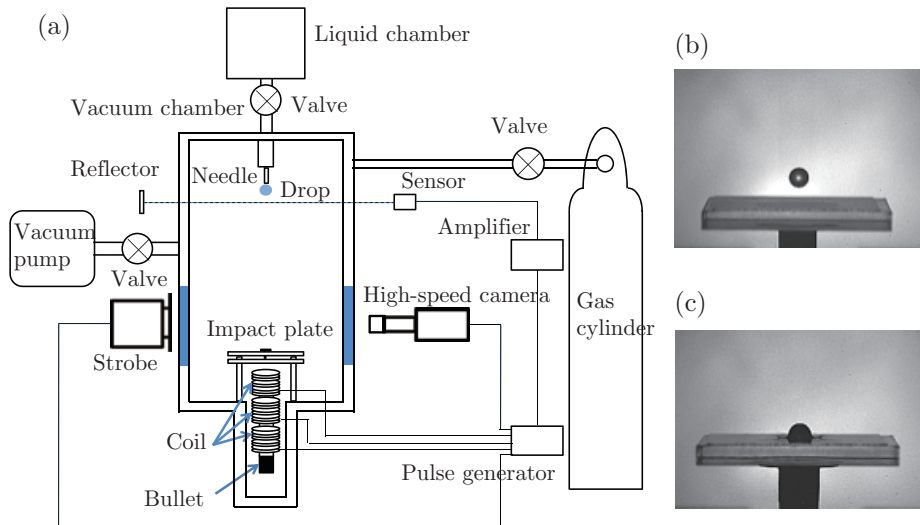 (a)
Liquid chamber
Vacuum chamber
Valve
Valve
Reflector
Needle
Drop
Sensor
Amplifier
Vacuum
pump
Valve
High-speed camera
Gas
cylinder
Impact plate
Strobe
Coil
Pulse generator
Bullet
(b)
(c)